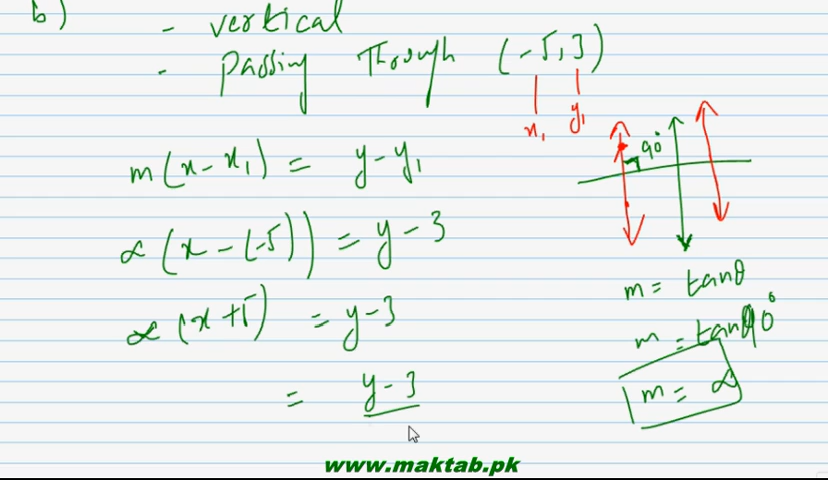 b) - vertical
- Passing Through (-5, 3)
x₁ y₁
90°
m(x - x₁) = y - y₁
∝(x - (-5)) = y - 3
∝(x + 5) = y - 3
= y - 3
m = tanθ
m = tan90°
m = ∝
www.maktab.pk